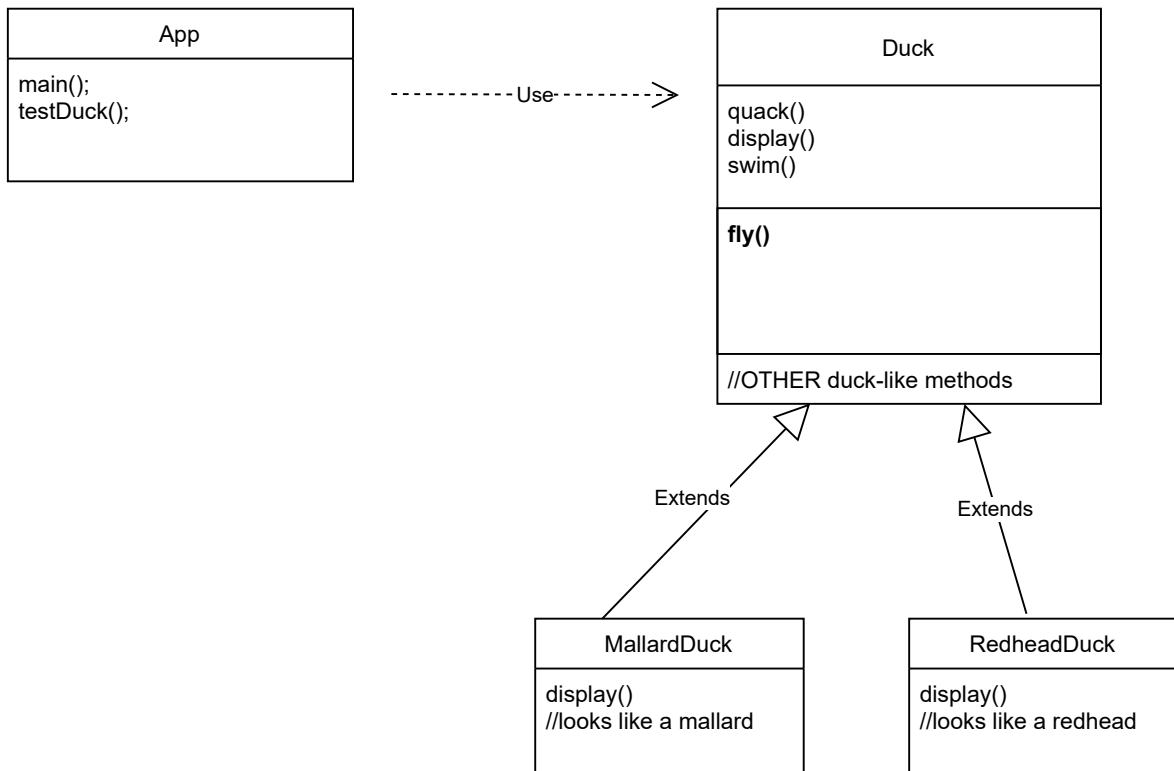 App
main();
testDuck();
Use
Duck
quack()
display()
swim()
fly()
//OTHER duck-like methods
Extends
Extends
MallardDuck
display()
//looks like a mallard
RedheadDuck
display()
//looks like a redhead